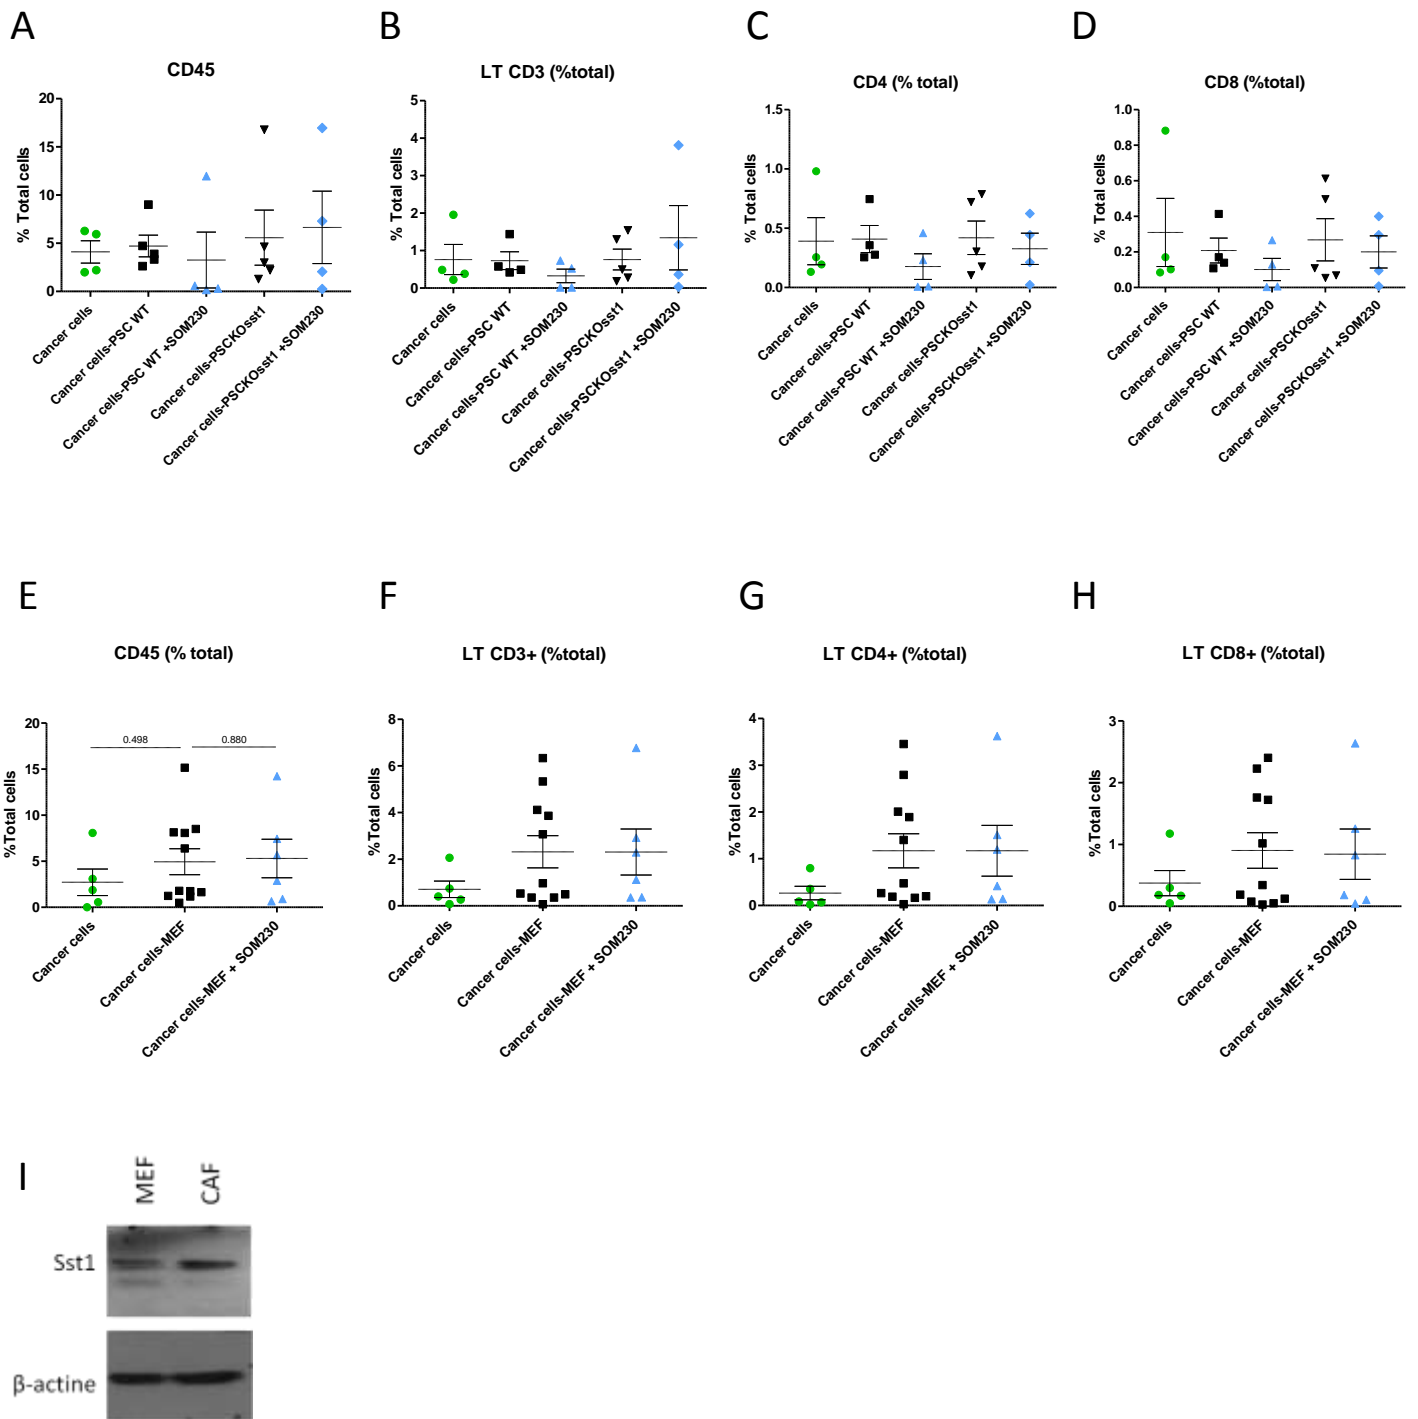 A
CD45
% Total cells
20
15
10
5
0
Cancer cells
Cancer cells-PSC WT
Cancer cells-PSC WT +SOM230
Cancer cells-PSCKOsst1
Cancer cells-PSCKOsst1 +SOM230
B
LT CD3 (%total)
% Total cells
5
4
3
2
1
0
Cancer cells
Cancer cells-PSC WT
Cancer cells-PSC WT +SOM230
Cancer cells-PSCKOsst1
Cancer cells-PSCKOsst1 +SOM230
C
CD4 (% total)
% Total cells
1.5
1.0
0.5
0.0
Cancer cells
Cancer cells-PSC WT
Cancer cells-PSC WT +SOM230
Cancer cells-PSCKOsst1
Cancer cells-PSCKOsst1 +SOM230
D
CD8 (%total)
% Total cells
1.0
0.8
0.6
0.4
0.2
0.0
Cancer cells
Cancer cells-PSC WT
Cancer cells-PSC WT +SOM230
Cancer cells-PSCKOsst1
Cancer cells-PSCKOsst1 +SOM230
E
CD45 (% total)
%Total cells
20
15
10
5
0
0.498
0.880
Cancer cells
Cancer cells-MEF
Cancer cells-MEF + SOM230
F
LT CD3+ (%total)
%Total cells
8
6
4
2
0
Cancer cells
Cancer cells-MEF
Cancer cells-MEF + SOM230
G
LT CD4+ (%total)
%Total cells
4
3
2
1
0
Cancer cells
Cancer cells-MEF
Cancer cells-MEF + SOM230
H
LT CD8+ (%total)
%Total cells
3
2
1
0
Cancer cells
Cancer cells-MEF
Cancer cells-MEF + SOM230
I
MEF
CAF
Sst1
β-actine